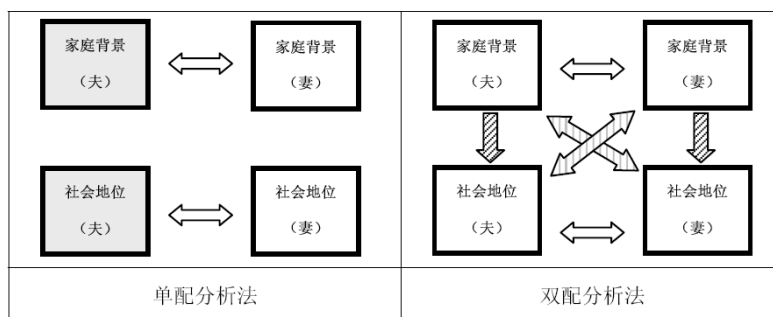 家庭背景
（夫）
家庭背景
（妻）
社会地位
（夫）
社会地位
（妻）
单配分析法
家庭背景
（夫）
家庭背景
（妻）
社会地位
（夫）
社会地位
（妻）
双配分析法